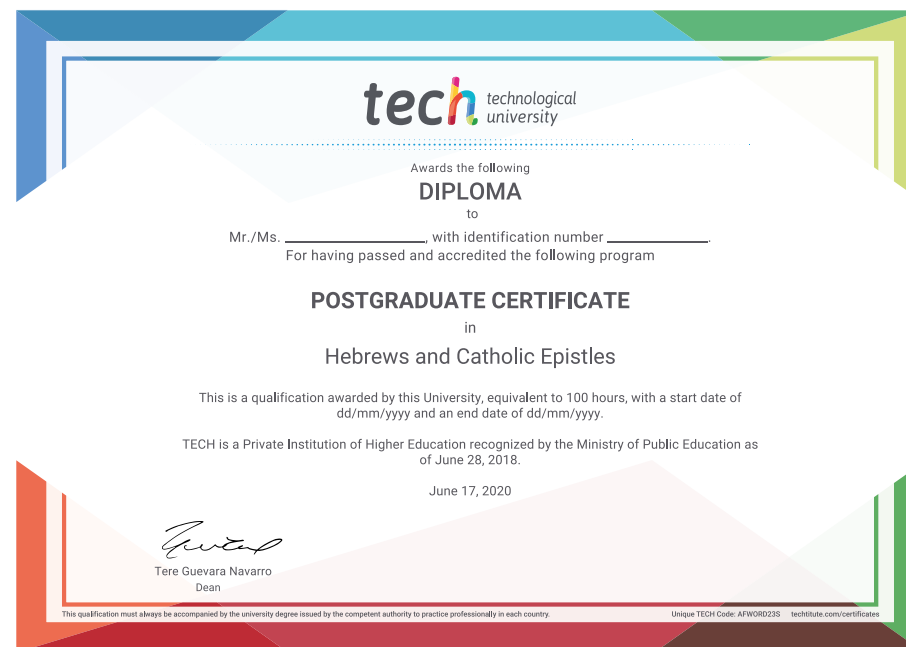 tech technological
university
Awards the following
DIPLOMA
to
Mr./Ms. ____________________, with identification number ______________.
For having passed and accredited the following program
POSTGRADUATE CERTIFICATE
in
Hebrews and Catholic Epistles
This is a qualification awarded by this University, equivalent to 100 hours, with a start date of
dd/mm/yyyy and an end date of dd/mm/yyyy.
TECH is a Private Institution of Higher Education recognized by the Ministry of Public Education as
of June 28, 2018.
June 17, 2020
Tere Guevara Navarro
Dean
This qualification must always be accompanied by the university degree issued by the competent authority to practice professionally in each country. Unique TECH Code: AFWORD23S techtitute.com/certificates